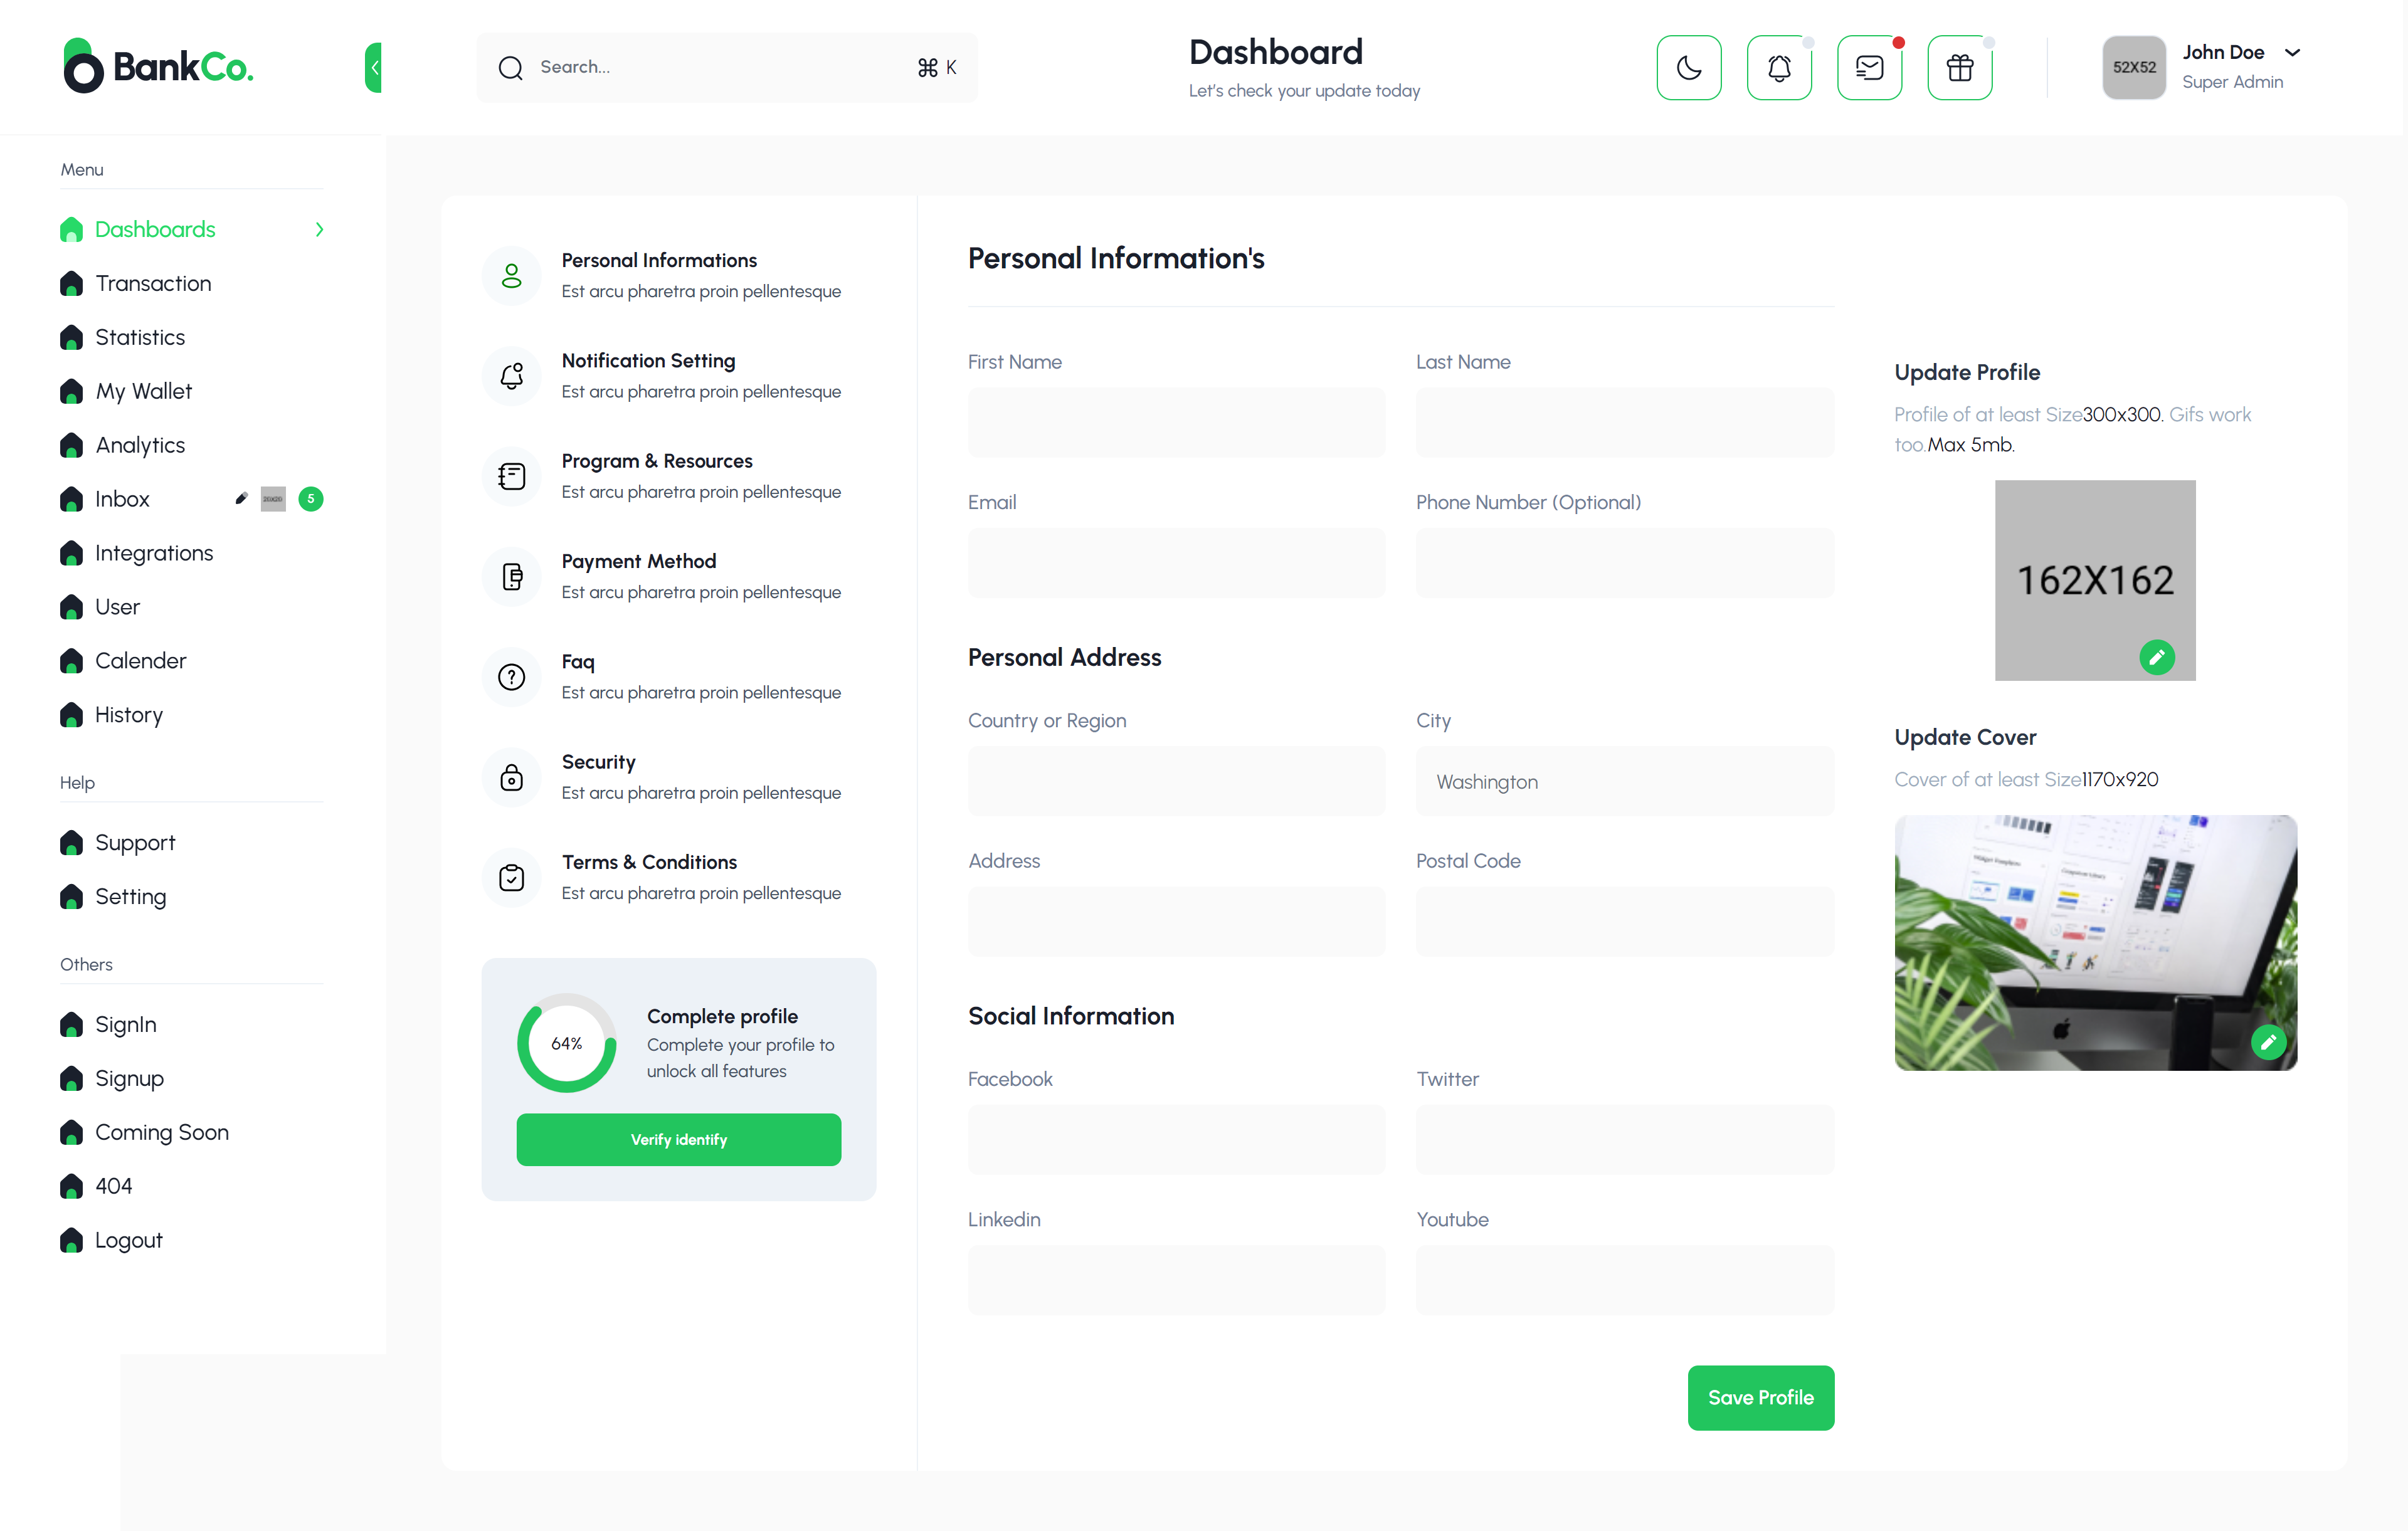 BankCo.
Search...
⌘ K
Dashboard
Let's check your update today
52X52
John Doe
Super Admin
Menu
Dashboards
Transaction
Statistics
My Wallet
Analytics
Inbox
20X20
5
Integrations
User
Calender
History
Help
Support
Setting
Others
SignIn
Signup
Coming Soon
404
Logout
Personal Informations
Est arcu pharetra proin pellentesque
Notification Setting
Est arcu pharetra proin pellentesque
Program & Resources
Est arcu pharetra proin pellentesque
Payment Method
Est arcu pharetra proin pellentesque
Faq
Est arcu pharetra proin pellentesque
Security
Est arcu pharetra proin pellentesque
Terms & Conditions
Est arcu pharetra proin pellentesque
64%
Complete profile
Complete your profile to
unlock all features
Verify identify
Personal Information's
First Name
Last Name
Email
Phone Number (Optional)
Personal Address
Country or Region
City
Washington
Address
Postal Code
Social Information
Facebook
Twitter
Linkedin
Youtube
Save Profile
Update Profile
Profile of at least Size300x300. Gifs work
too.Max 5mb.
162X162
Update Cover
Cover of at least Size1170x920